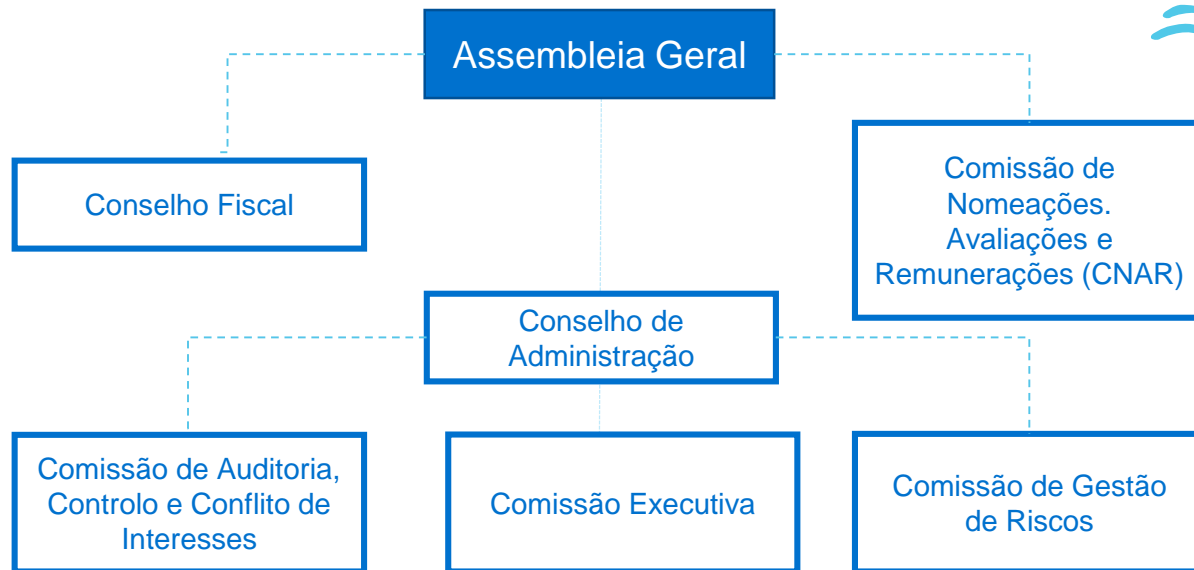 Assembleia Geral
Conselho Fiscal
Comissão de
Nomeações.
Avaliações e
Remunerações (CNAR)
Conselho de
Administração
Comissão de Auditoria,
Controlo e Conflito de
Interesses
Comissão Executiva
Comissão de Gestão
de Riscos